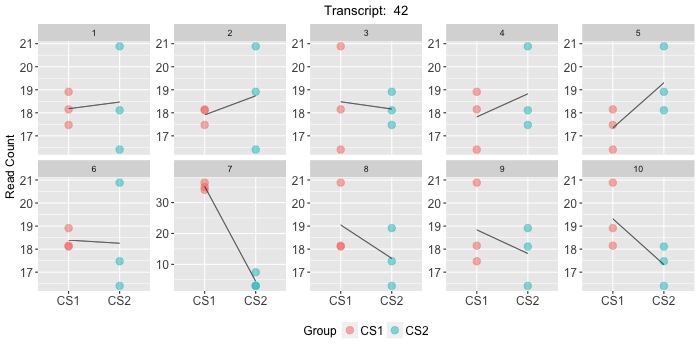 Transcript: 42
1 2 3 4 5
21 21 21 21 21
20 20 20 20 20
19 19 19 19 19
18 18 18 18 18
17 17 17 17 17
Read Count
6 7 8 9 10
21 30 21 21 21
20 20 20 20
19 20 19 19 19
18 18 18 18
17 10 17 17 17
CS1 CS2 CS1 CS2 CS1 CS2 CS1 CS2 CS1 CS2
Group CS1 CS2